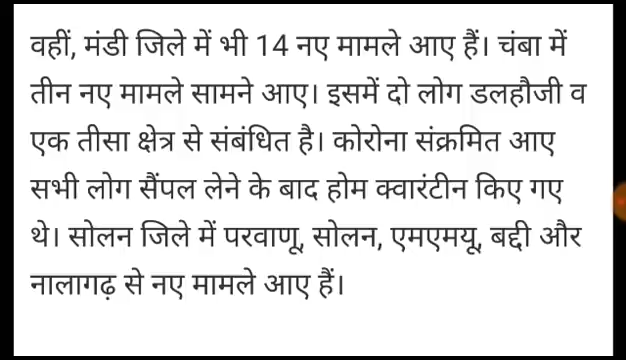 वहीं, मंडी जिले में भी 14 नए मामले आए हैं। चंबा में
तीन नए मामले सामने आए। इसमें दो लोग डलहौजी व
एक तीसा क्षेत्र से संबंधित है। कोरोना संक्रमित आए
सभी लोग सैंपल लेने के बाद होम क्वारंटीन किए गए
थे। सोलन जिले में परवाणू, सोलन, एमएमयू, बद्दी और
नालागढ़ से नए मामले आए हैं।